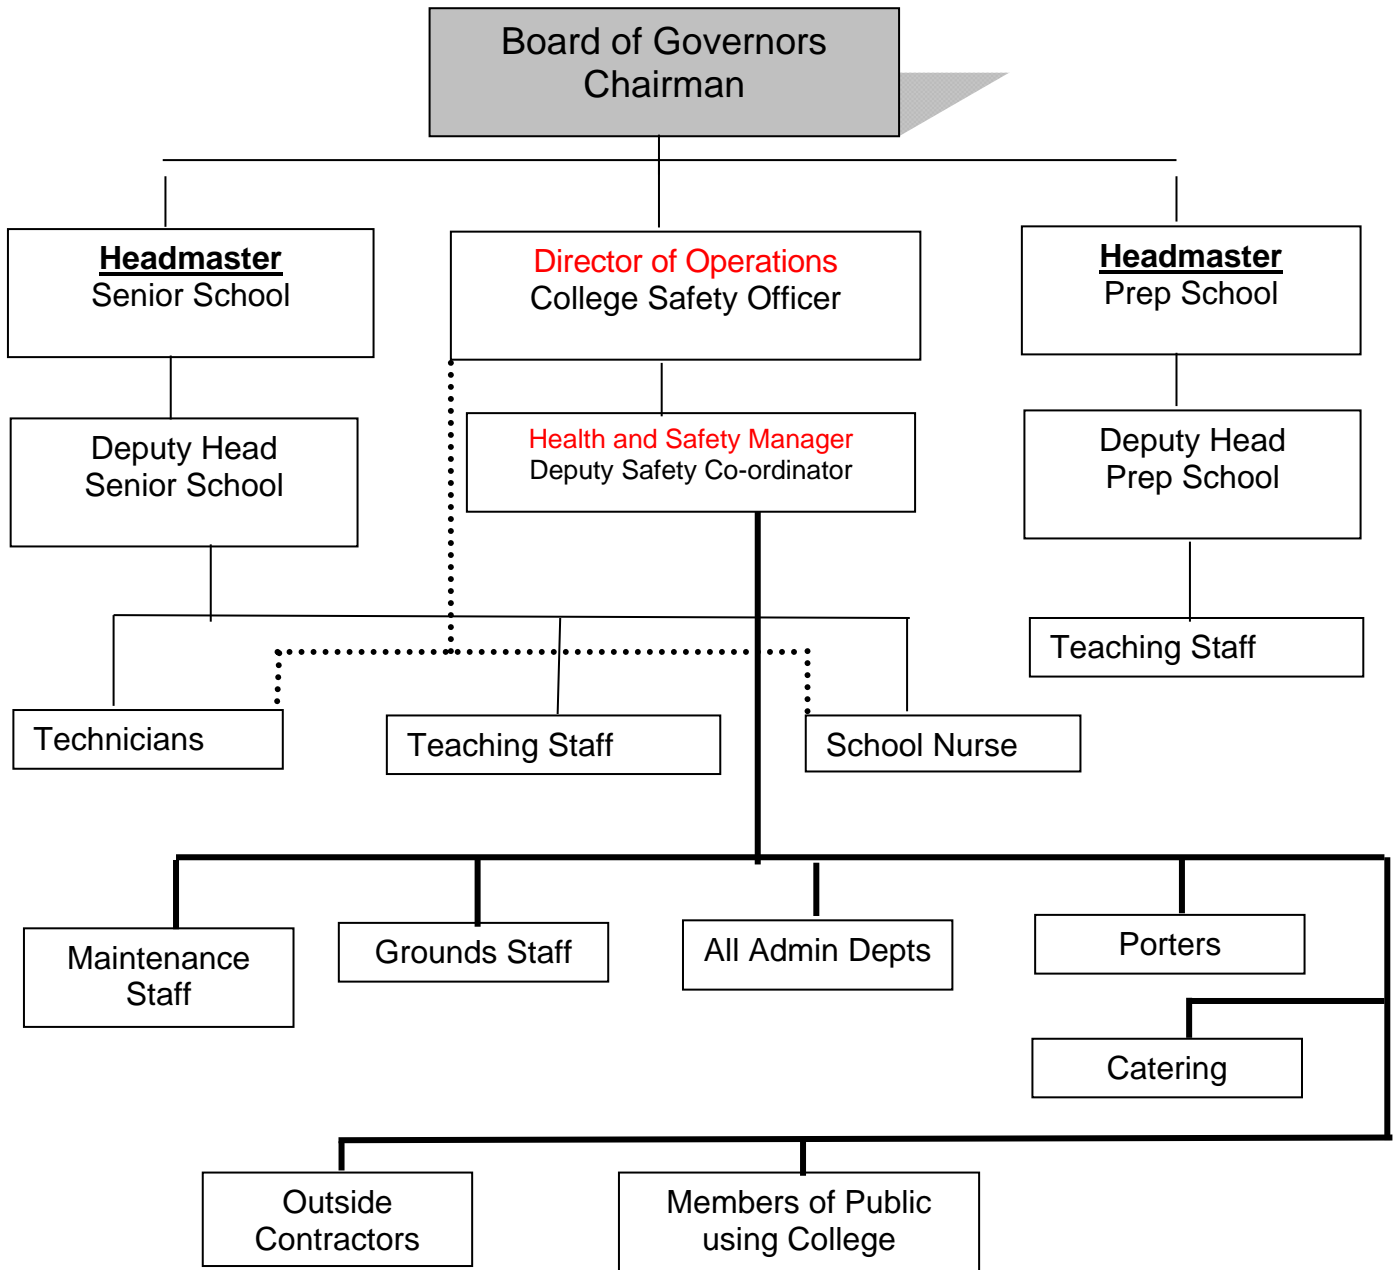 Board of Governors
Chairman
Headmaster
Senior School
Director of Operations
College Safety Officer
Headmaster
Prep School
Deputy Head
Senior School
Health and Safety Manager
Deputy Safety Co-ordinator
Deputy Head
Prep School
Teaching Staff
Technicians
Teaching Staff
School Nurse
Maintenance
Staff
Grounds Staff
All Admin Depts
Porters
Catering
Outside
Contractors
Members of Public
using College